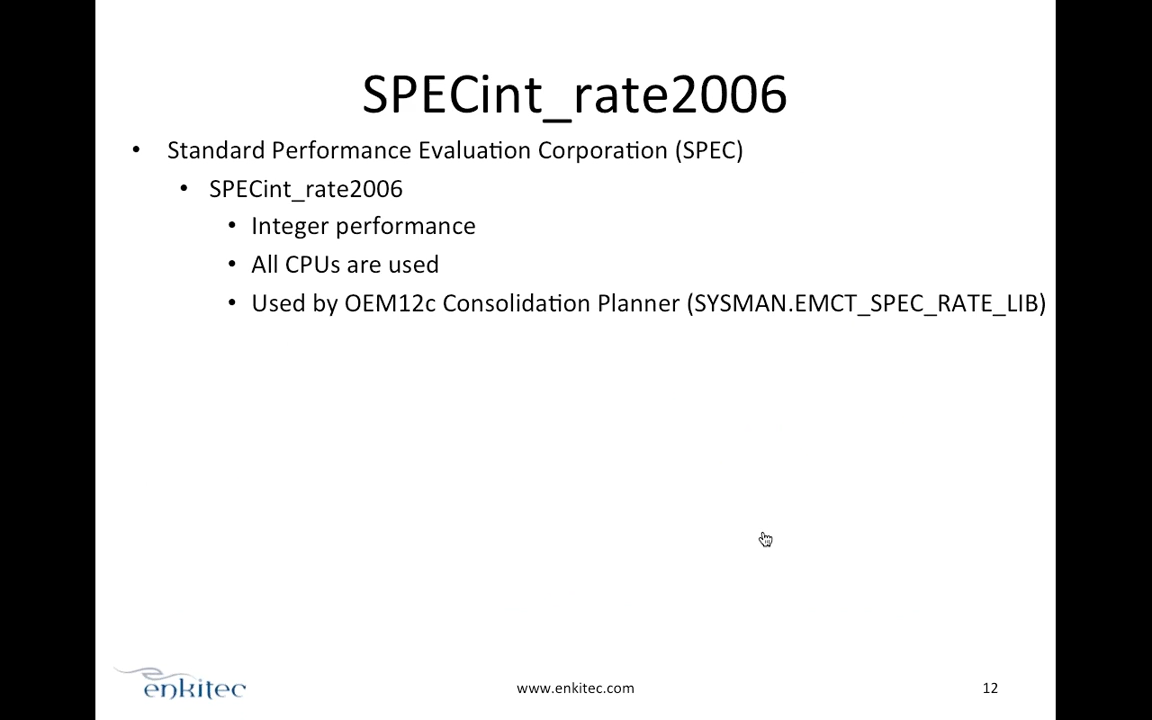 SPECint_rate2006
• Standard Performance Evaluation Corporation (SPEC)
• SPECint_rate2006
• Integer performance
• All CPUs are used
• Used by OEM12c Consolidation Planner (SYSMAN.EMCT_SPEC_RATE_LIB)
enkitec
www.enkitec.com
12